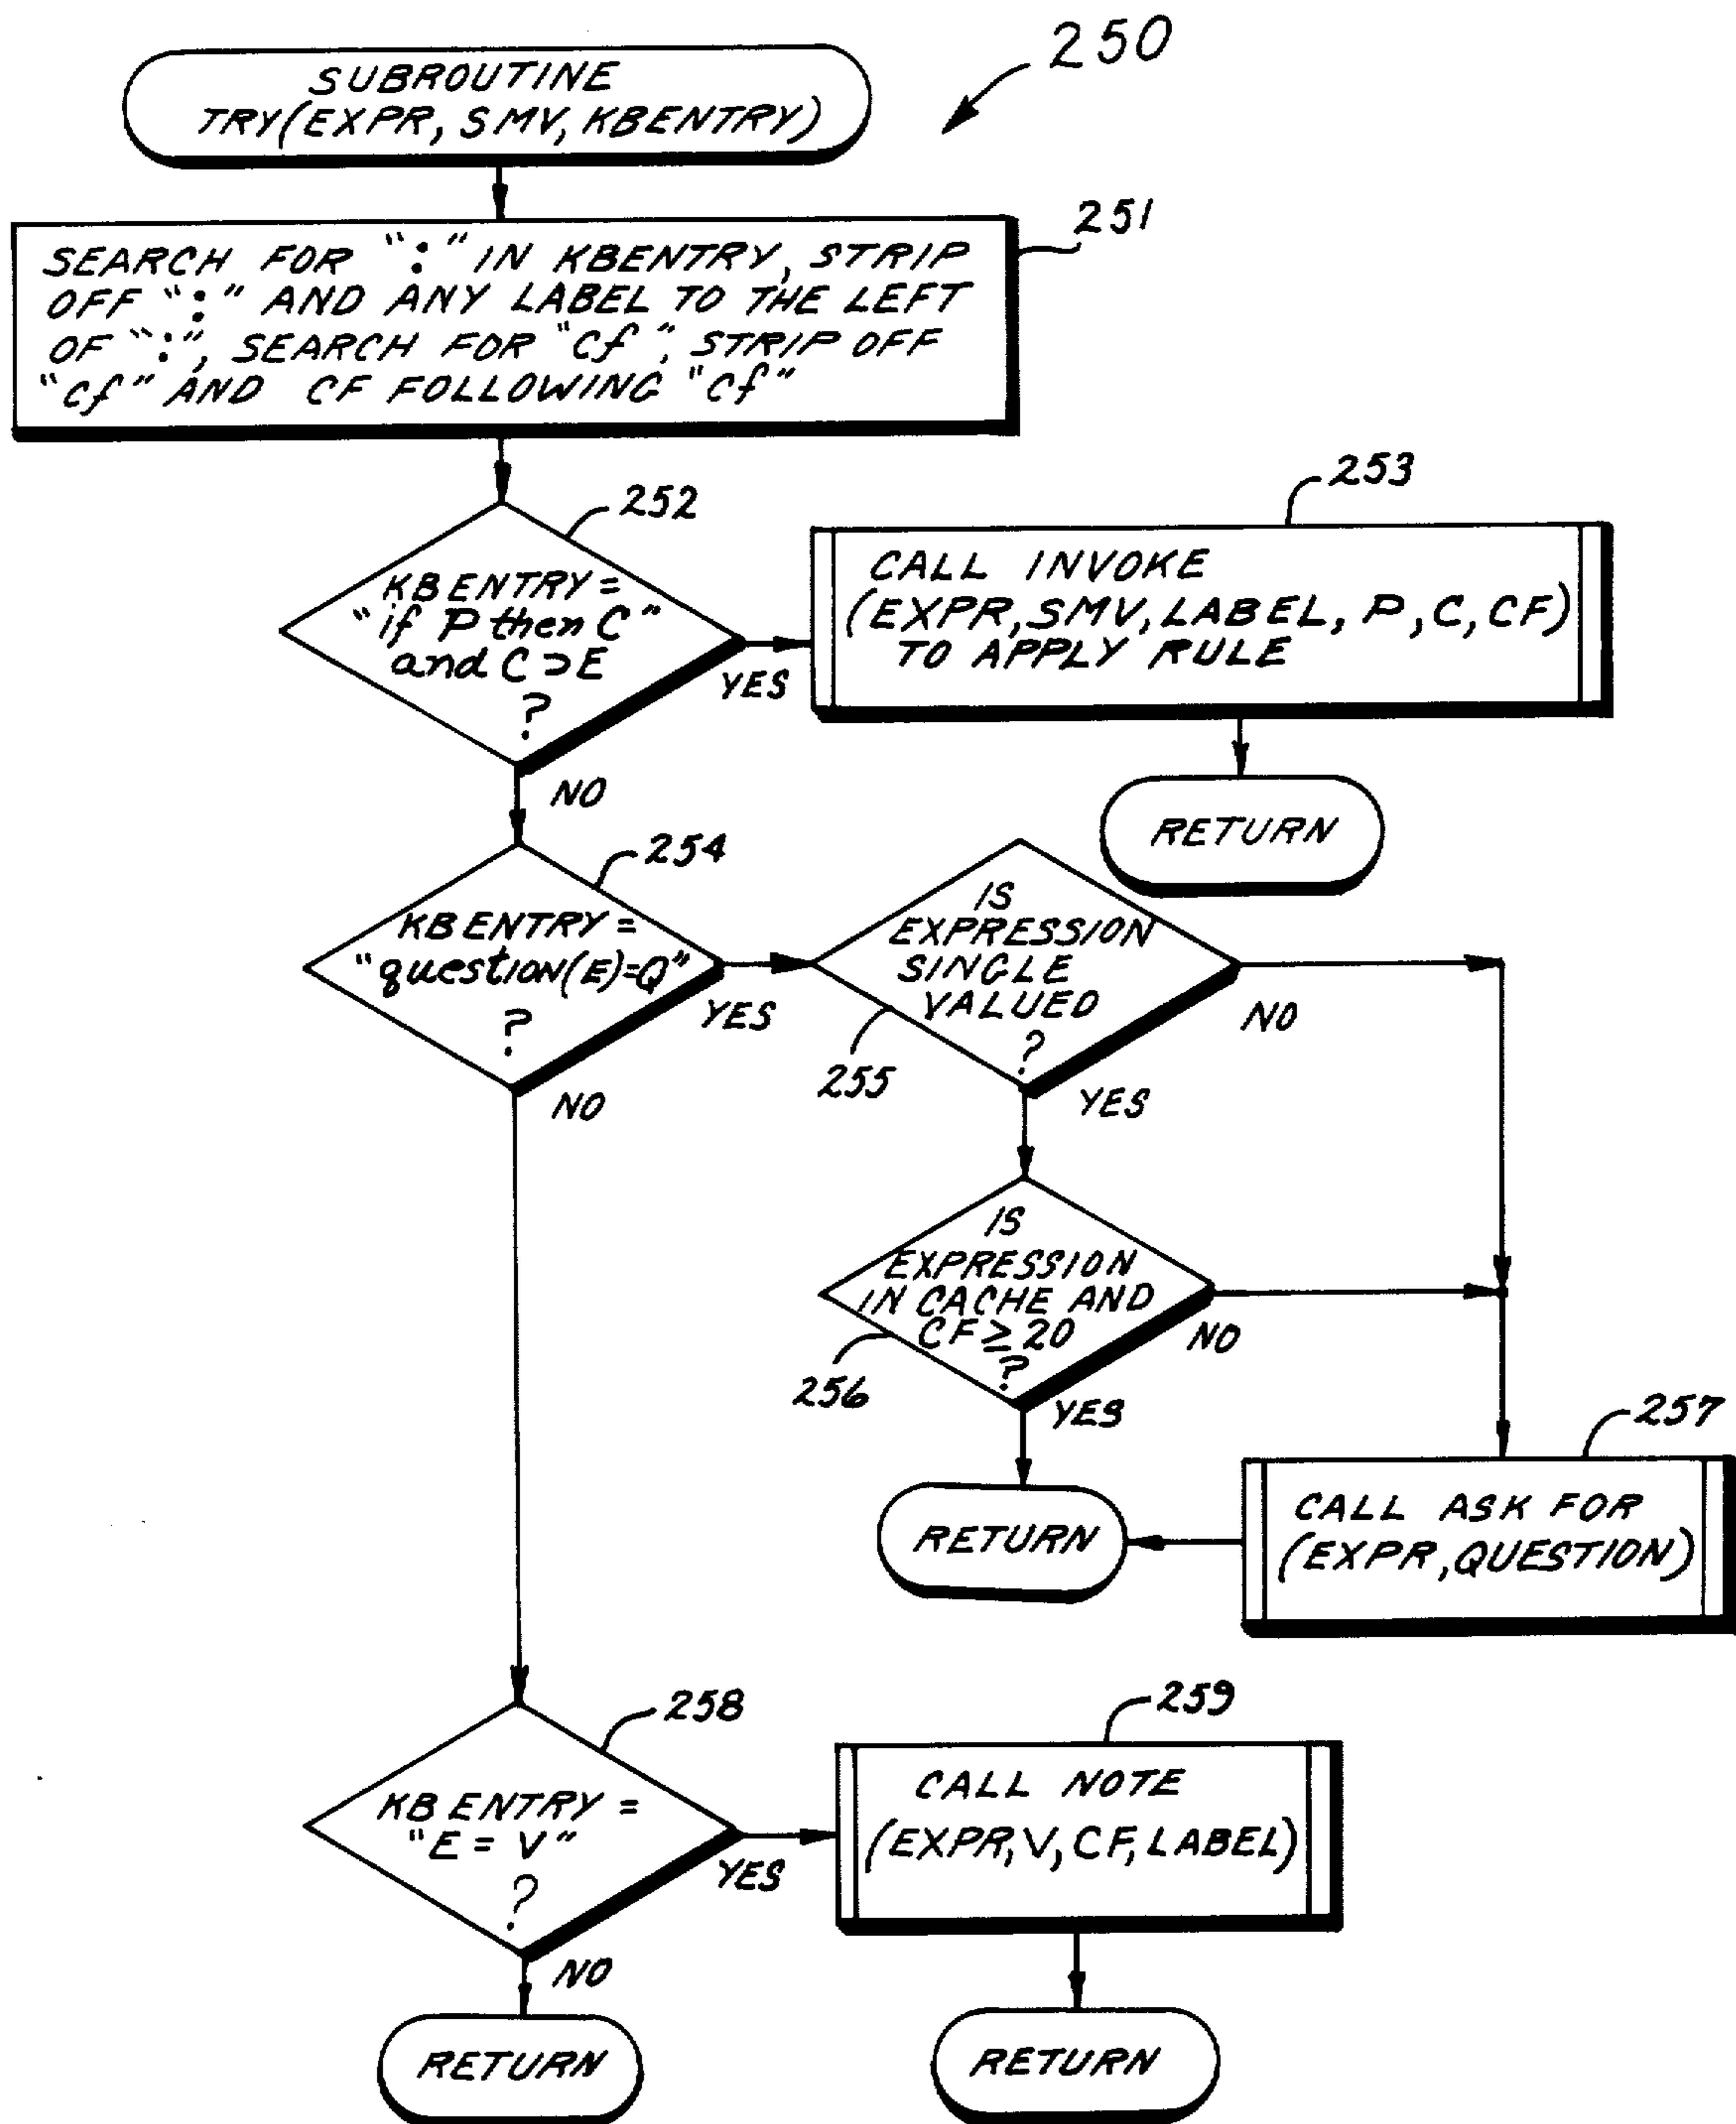 250
SUBROUTINE
TRY(EXPR, SMV, KBENTRY)
251
SEARCH FOR ":" IN KBENTRY, STRIP
OFF ":" AND ANY LABEL TO THE LEFT
OF ":", SEARCH FOR "cf", STRIP OFF
"cf" AND CF FOLLOWING "cf"
252
KB ENTRY =
"if P then C"
and C ⊃ E
?
YES
NO
253
CALL INVOKE
(EXPR, SMV, LABEL, P, C, CF)
TO APPLY RULE
RETURN
254
KB ENTRY =
"question(E)=Q"
?
YES
NO
IS
EXPRESSION
SINGLE
VALUED
?
255
NO
YES
IS
EXPRESSION
IN CACHE AND
CF ≥ 20
?
256
NO
YES
RETURN
257
CALL ASK FOR
(EXPR, QUESTION)
258
KB ENTRY =
"E = V"
?
YES
NO
259
CALL NOTE
(EXPR, V, CF, LABEL)
RETURN
RETURN